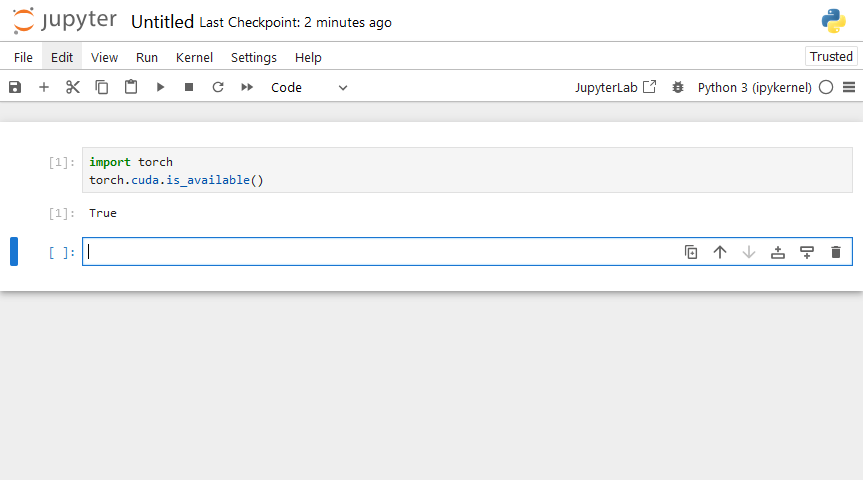 jupyter Untitled Last Checkpoint: 2 minutes ago
File Edit View Run Kernel Settings Help Trusted
Code JupyterLab Python 3 (ipykernel)
[1]: import torch
torch.cuda.is_available()
[1]: True
[ ]: